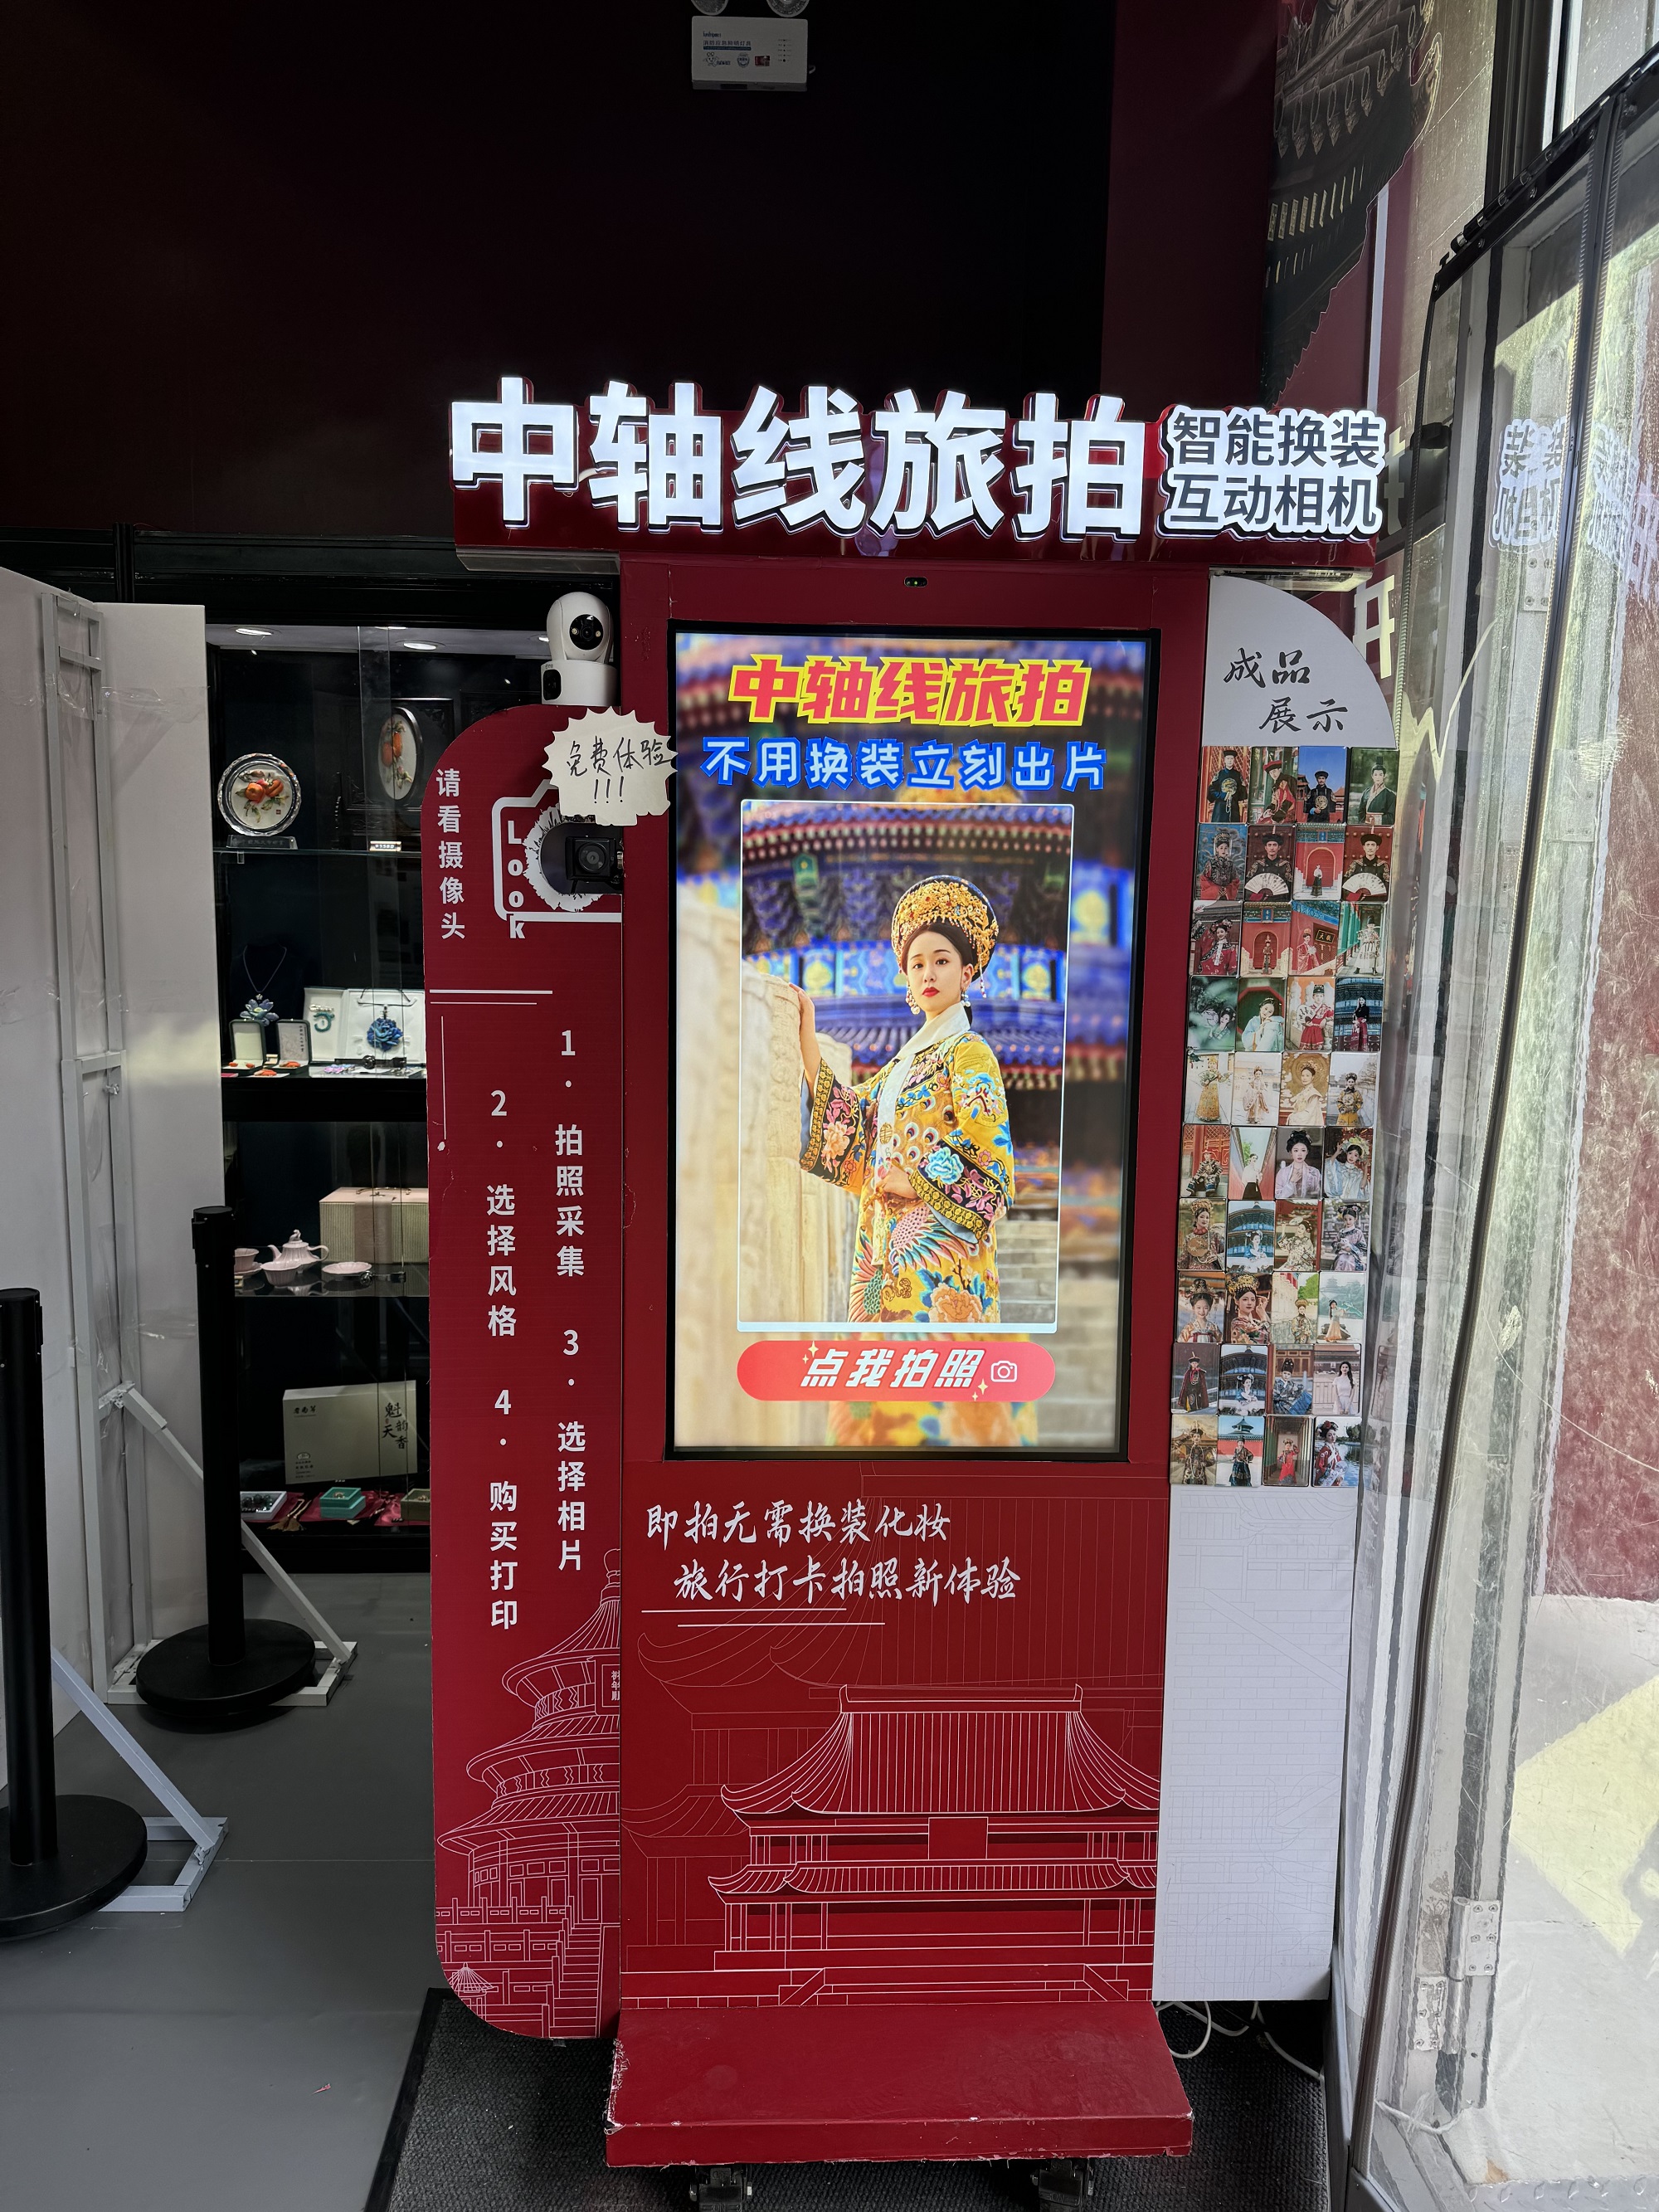 中轴线旅拍
智能换装
互动相机
中轴线旅拍
不用换装立刻出片
点我拍照
免费体验
!!!
请看摄像头
Look
1·拍照采集
2·选择风格
3·选择相片
4·购买打印
成品
展示
即拍无需换装化妆
旅行打卡拍照新体验